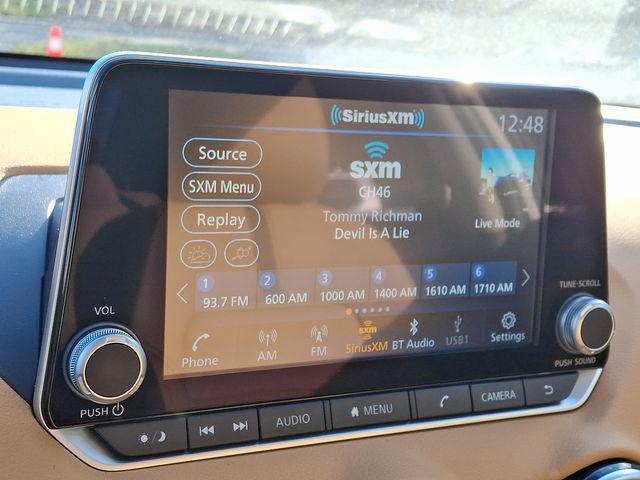 SiriusXM
12:48
Source
SXM Menu
Replay
sxm
CH46
Tommy Richman
Devil Is A Lie
Live Mode
1 2 3 4 5 6
93.7 FM 600 AM 1000 AM 1400 AM 1610 AM 1710 AM
Phone AM FM SiriusXM BT Audio USB1 Settings
sxm
VOL
PUSH
TUNE·SCROLL
PUSH SOUND
AUDIO MENU CAMERA